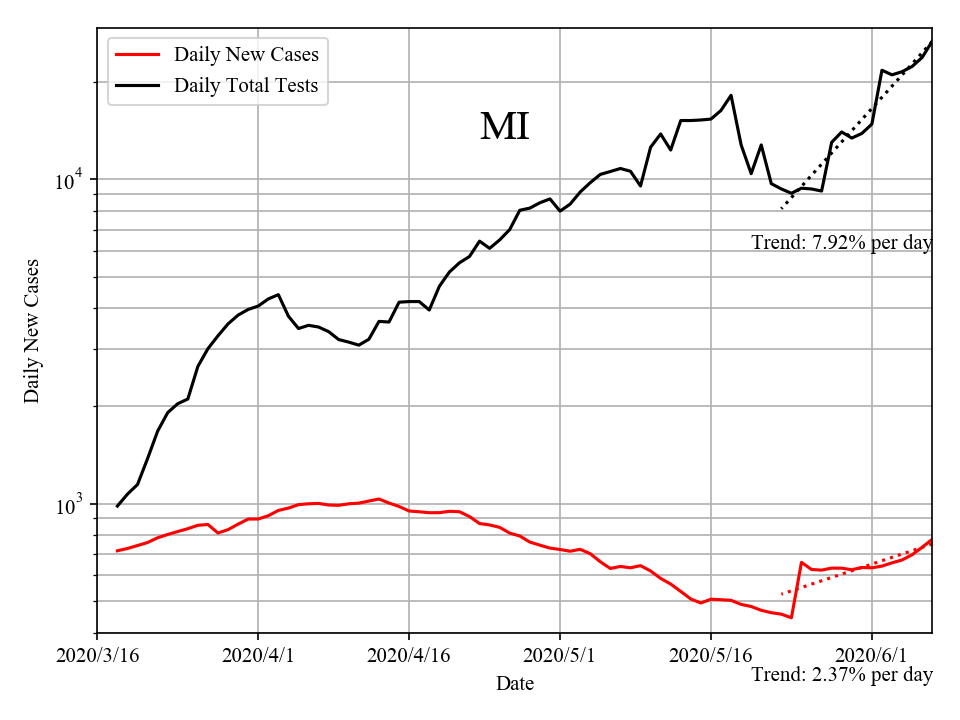 Daily New Cases
Daily Total Tests
MI
10^4
Trend: 7.92% per day
Daily New Cases
10^3
2020/3/16 2020/4/1 2020/4/16 2020/5/1 2020/5/16 2020/6/1
Trend: 2.37% per day
Date